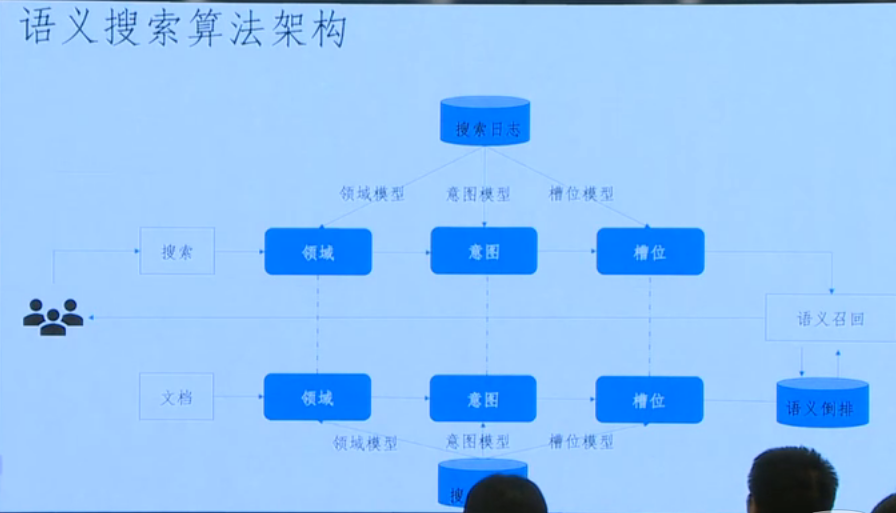 语义搜索算法架构
搜索日志
领域模型
意图模型
槽位模型
搜索
领域
意图
槽位
语义召回
文档
领域
意图
槽位
语义倒排
领域模型
意图模型
槽位模型
搜